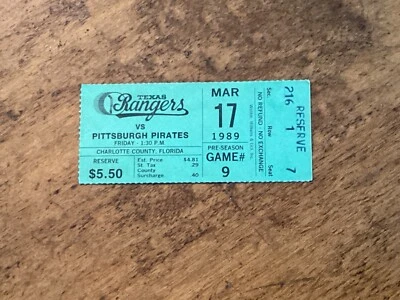 TEXAS
Rangers
VS
PITTSBURGH PIRATES
FRIDAY - 1:30 P.M.
CHARLOTTE COUNTY, FLORIDA
RESERVE
$5.50
Est. Price $4.81
St. Tax 29
County
Surcharge 40
MAR
17
1989
PRE-SEASON
GAME#
9
NO REFUND - NO EXCHANGE
Sec. Row Seat
216 1 7
RESERVE